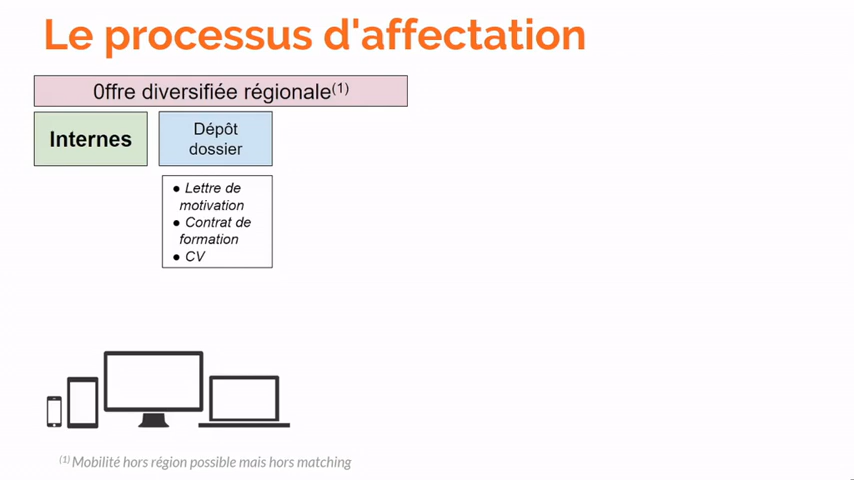 Le processus d'affectation
0ffre diversifiée régionale(1)
Internes
Dépôt
dossier
● Lettre de
motivation
● Contrat de
formation
● CV
(1) Mobilité hors région possible mais hors matching